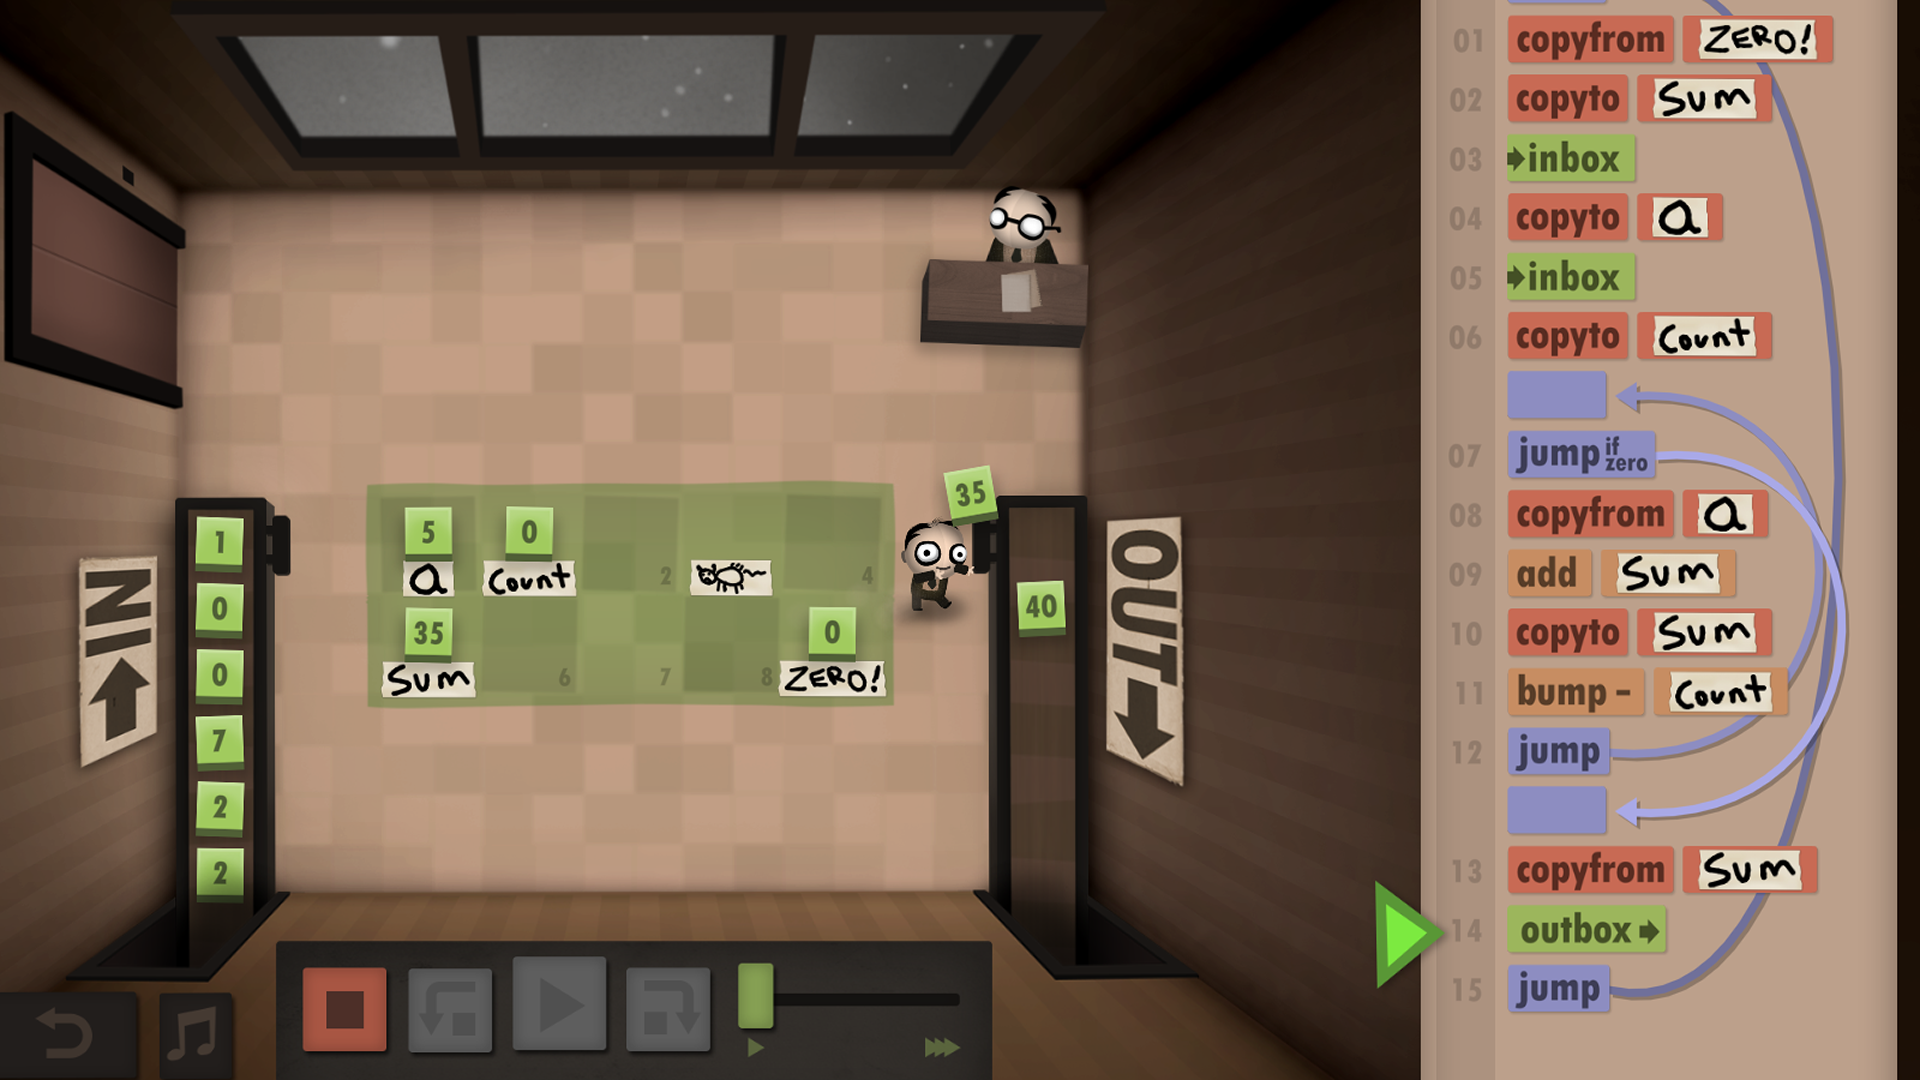 01 copyfrom ZERO!
02 copyto Sum
03 inbox
04 copyto a
05 inbox
06 copyto Count
07 jump if zero
08 copyfrom a
09 add Sum
10 copyto Sum
11 bump - Count
12 jump
13 copyfrom Sum
14 outbox
15 jump
IN
1
0
0
7
2
2
5 0
a Count 2 4
35 0
Sum 6 7 8 ZERO!
35
40
OUT